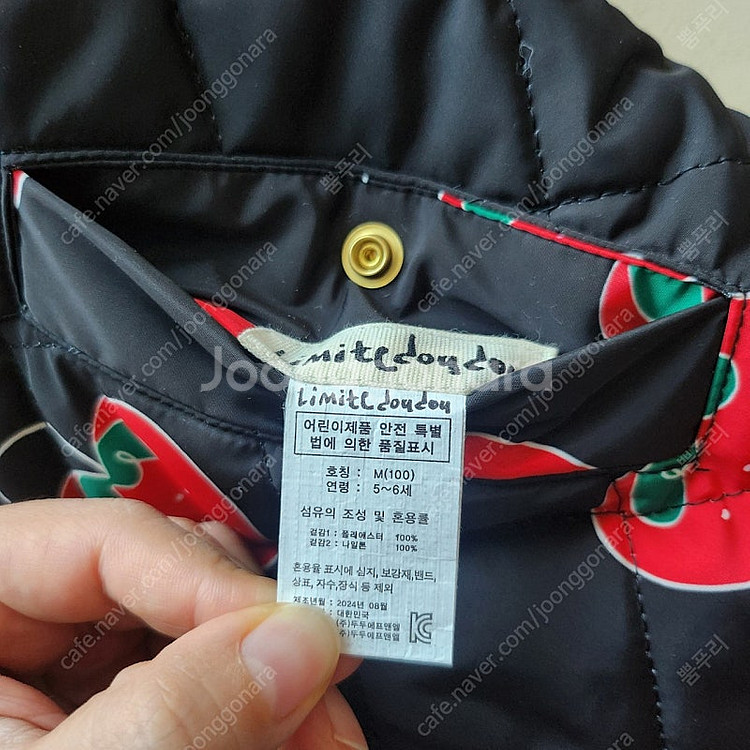 Limitedoudou
Limitedoudou
어린이제품 안전 특별
법에 의한 품질표시
호칭 : M(100)
연령 : 5~6세
섬유의 조성 및 혼용률
겉감1 : 폴리에스터 100%
겉감2 : 나일론 100%
혼용율 표시에 심지, 보강재,밴드,
상표, 자수,장식 등 제외
제조년월 : 2024년 08월
: 대한민국
(주)두두에프앤엘
(주)두두에프앤엘
KC
Joonggonara
cafe.naver.com/joonggonara
뿜푸리